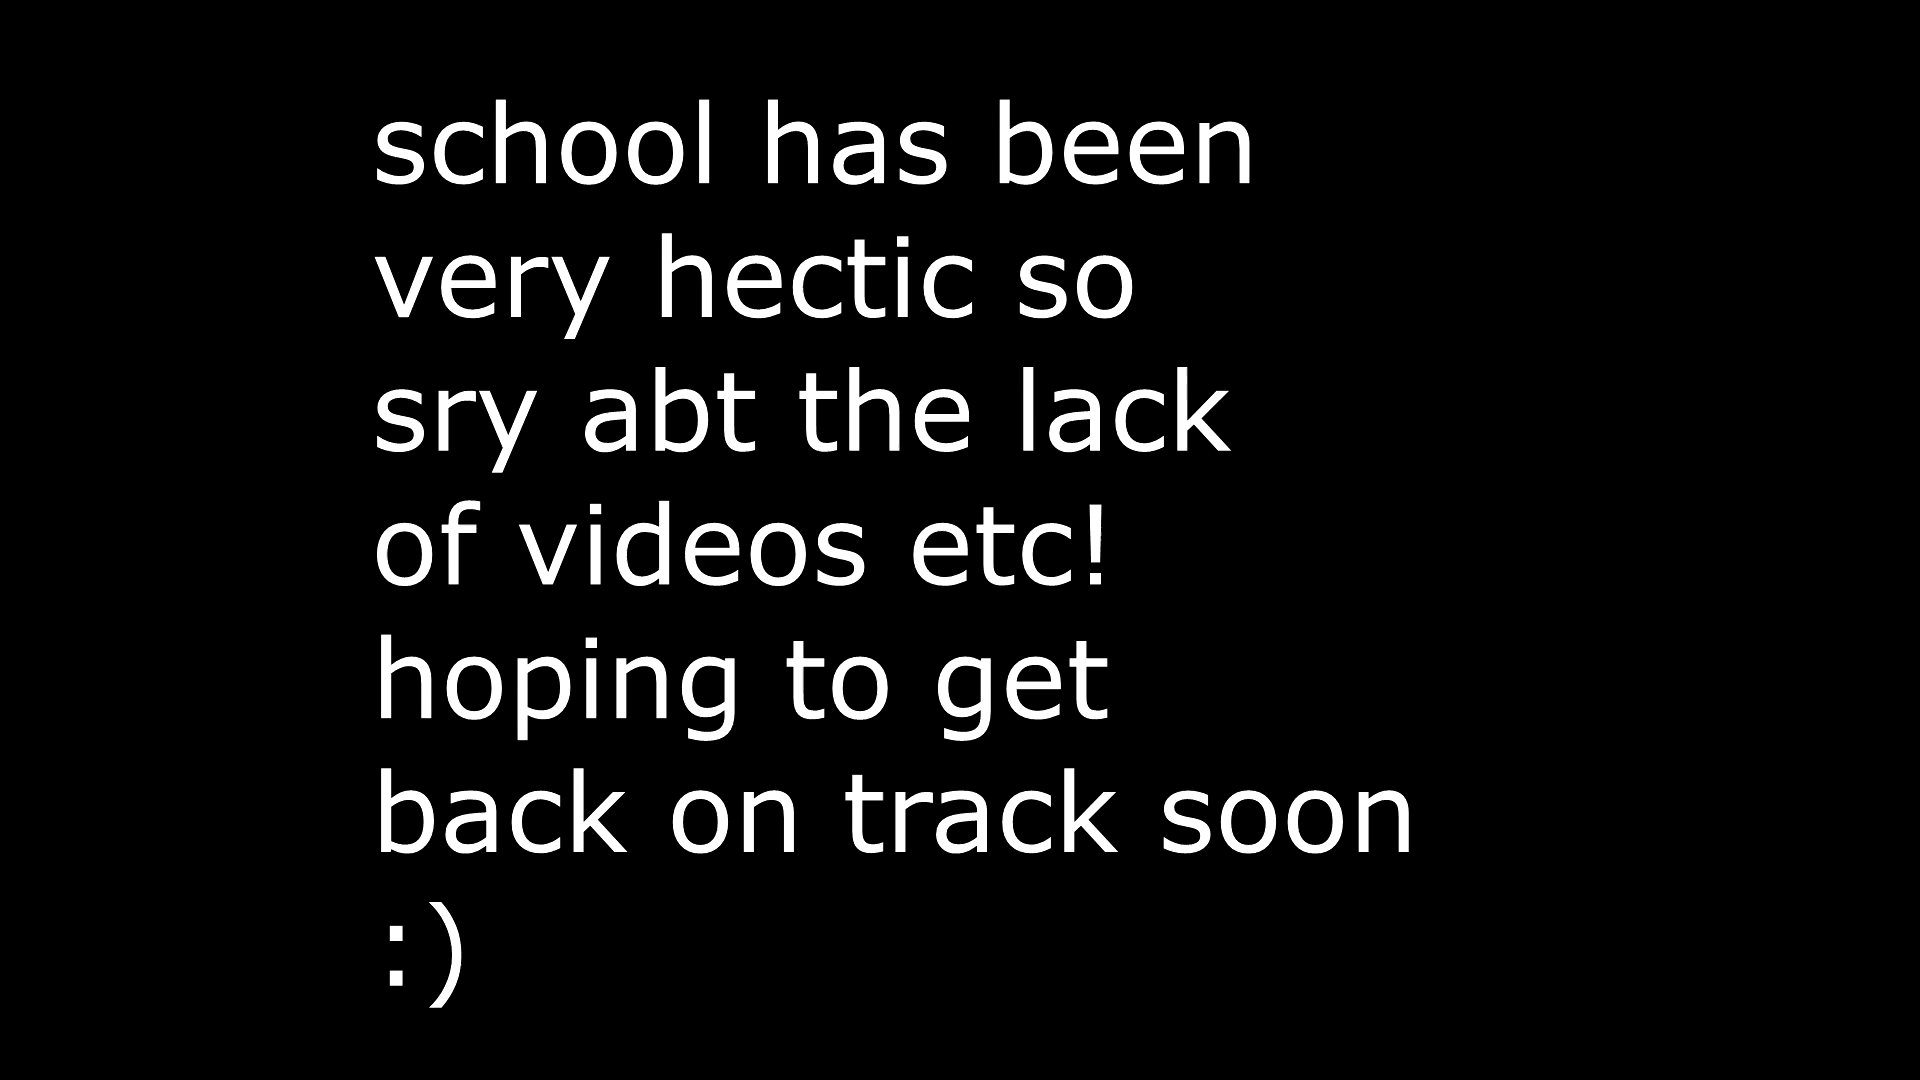 school has been
very hectic so
sry abt the lack
of videos etc!
hoping to get
back on track soon
:)